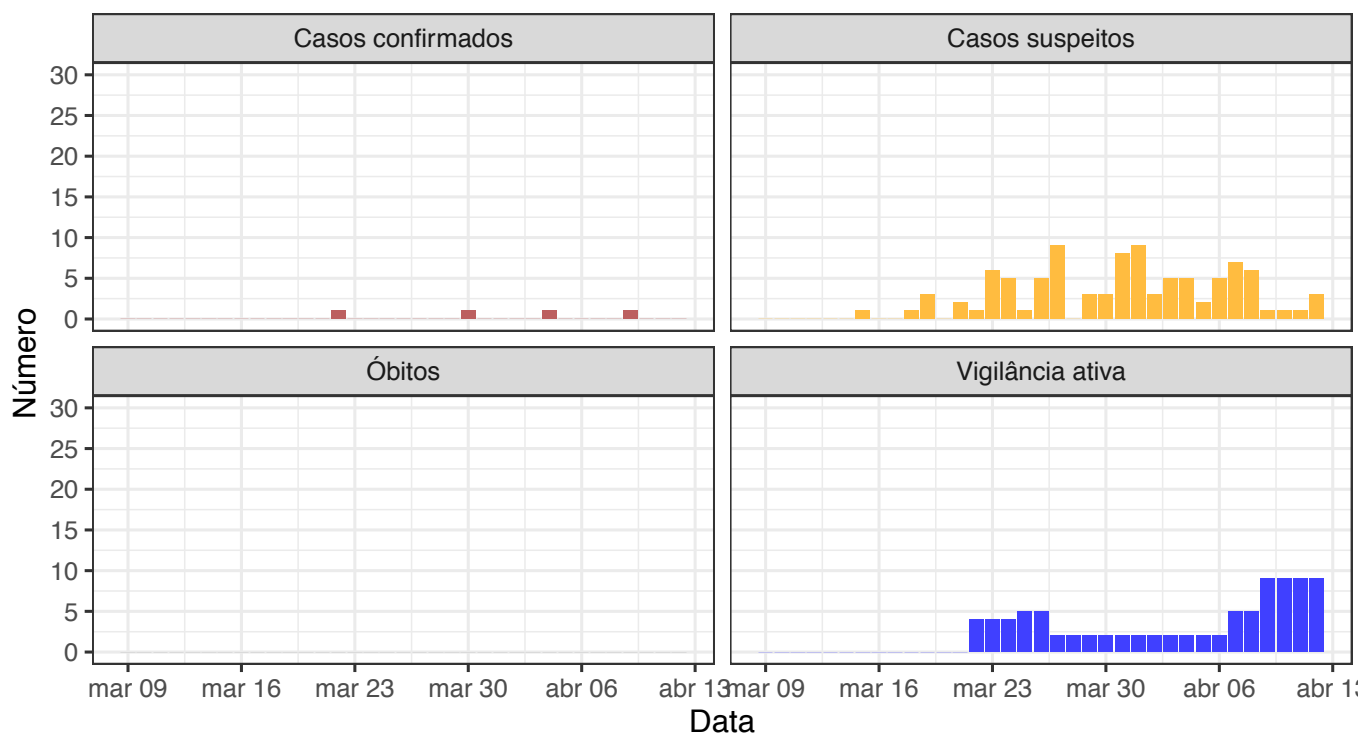 Casos confirmados
Casos suspeitos
30
25
20
15
10
5
0
Óbitos
Vigilância ativa
30
25
20
15
10
5
0
Número
mar 09 mar 16 mar 23 mar 30 abr 06 abr 13
mar 09 mar 16 mar 23 mar 30 abr 06 abr 13
Data